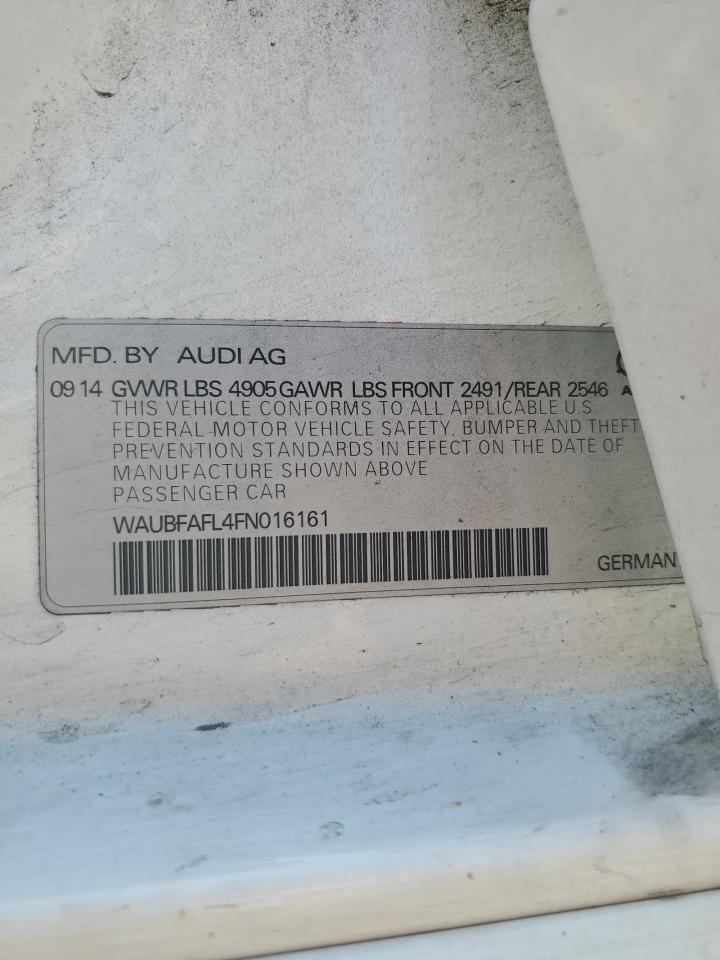 MFD. BY AUDI AG
09 14 GVWR LBS 4905 GAWR LBS FRONT 2491/REAR 2546
THIS VEHICLE CONFORMS TO ALL APPLICABLE U.S.
FEDERAL MOTOR VEHICLE SAFETY, BUMPER AND THEFT
PREVENTION STANDARDS IN EFFECT ON THE DATE OF
MANUFACTURE SHOWN ABOVE
PASSENGER CAR
WAUBFAFL4FN016161
GERMAN